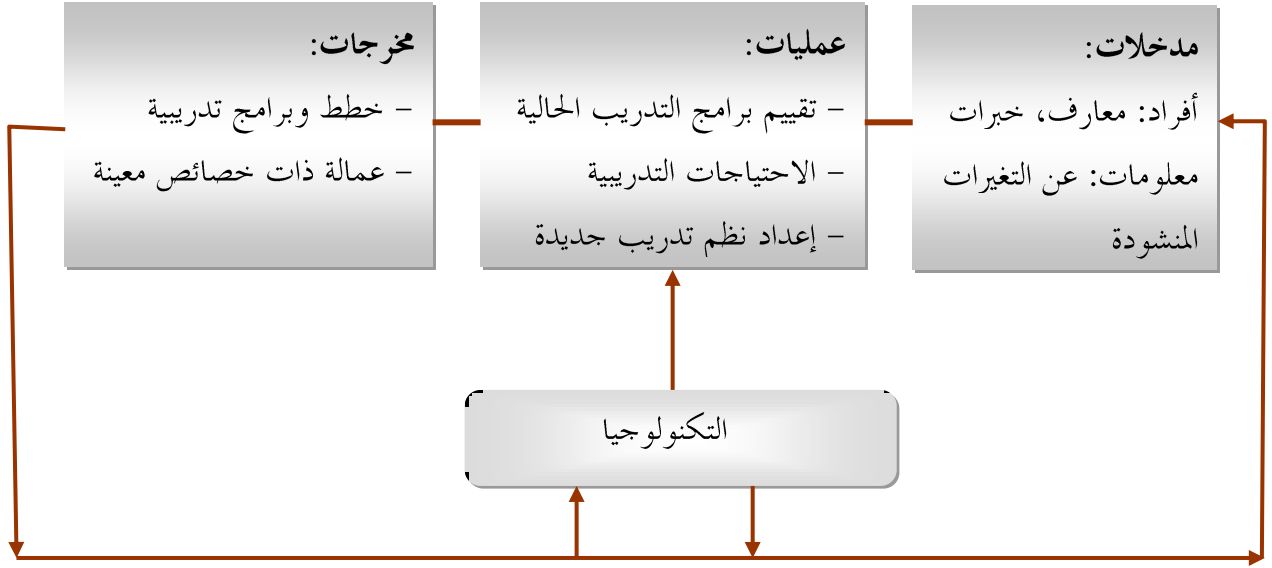 مدخلات:
أفراد: معارف، خبرات
معلومات: عن التغيرات
المنشودة
عمليات:
– تقييم برامج التدريب الحالية
– الاحتياجات التدريبية
– إعداد نظم تدريب جديدة
مخرجات:
– خطط وبرامج تدريبية
– عمالة ذات خصائص معينة
التكنولوجيا